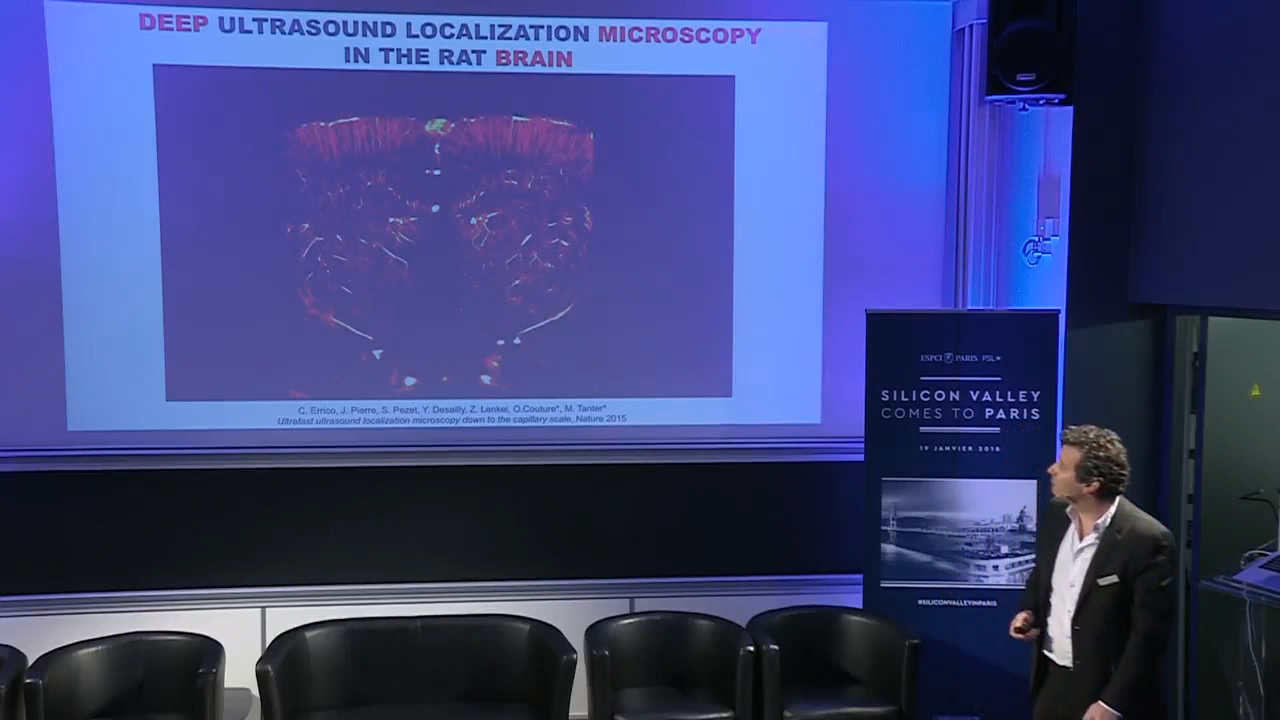 DEEP ULTRASOUND LOCALIZATION MICROSCOPY
IN THE RAT BRAIN
C. Errico, J. Pierre, S. Pezet, Y. Desailly, Z. Lenkei, O.Couture*, M. Tanter*
Ultrafast ultrasound localization microscopy down to the capillary scale, Nature 2015
ESPCI PARIS PSL★
SILICON VALLEY
COMES TO PARIS
19 JANVIER 2018
#SILICONVALLEYINPARIS